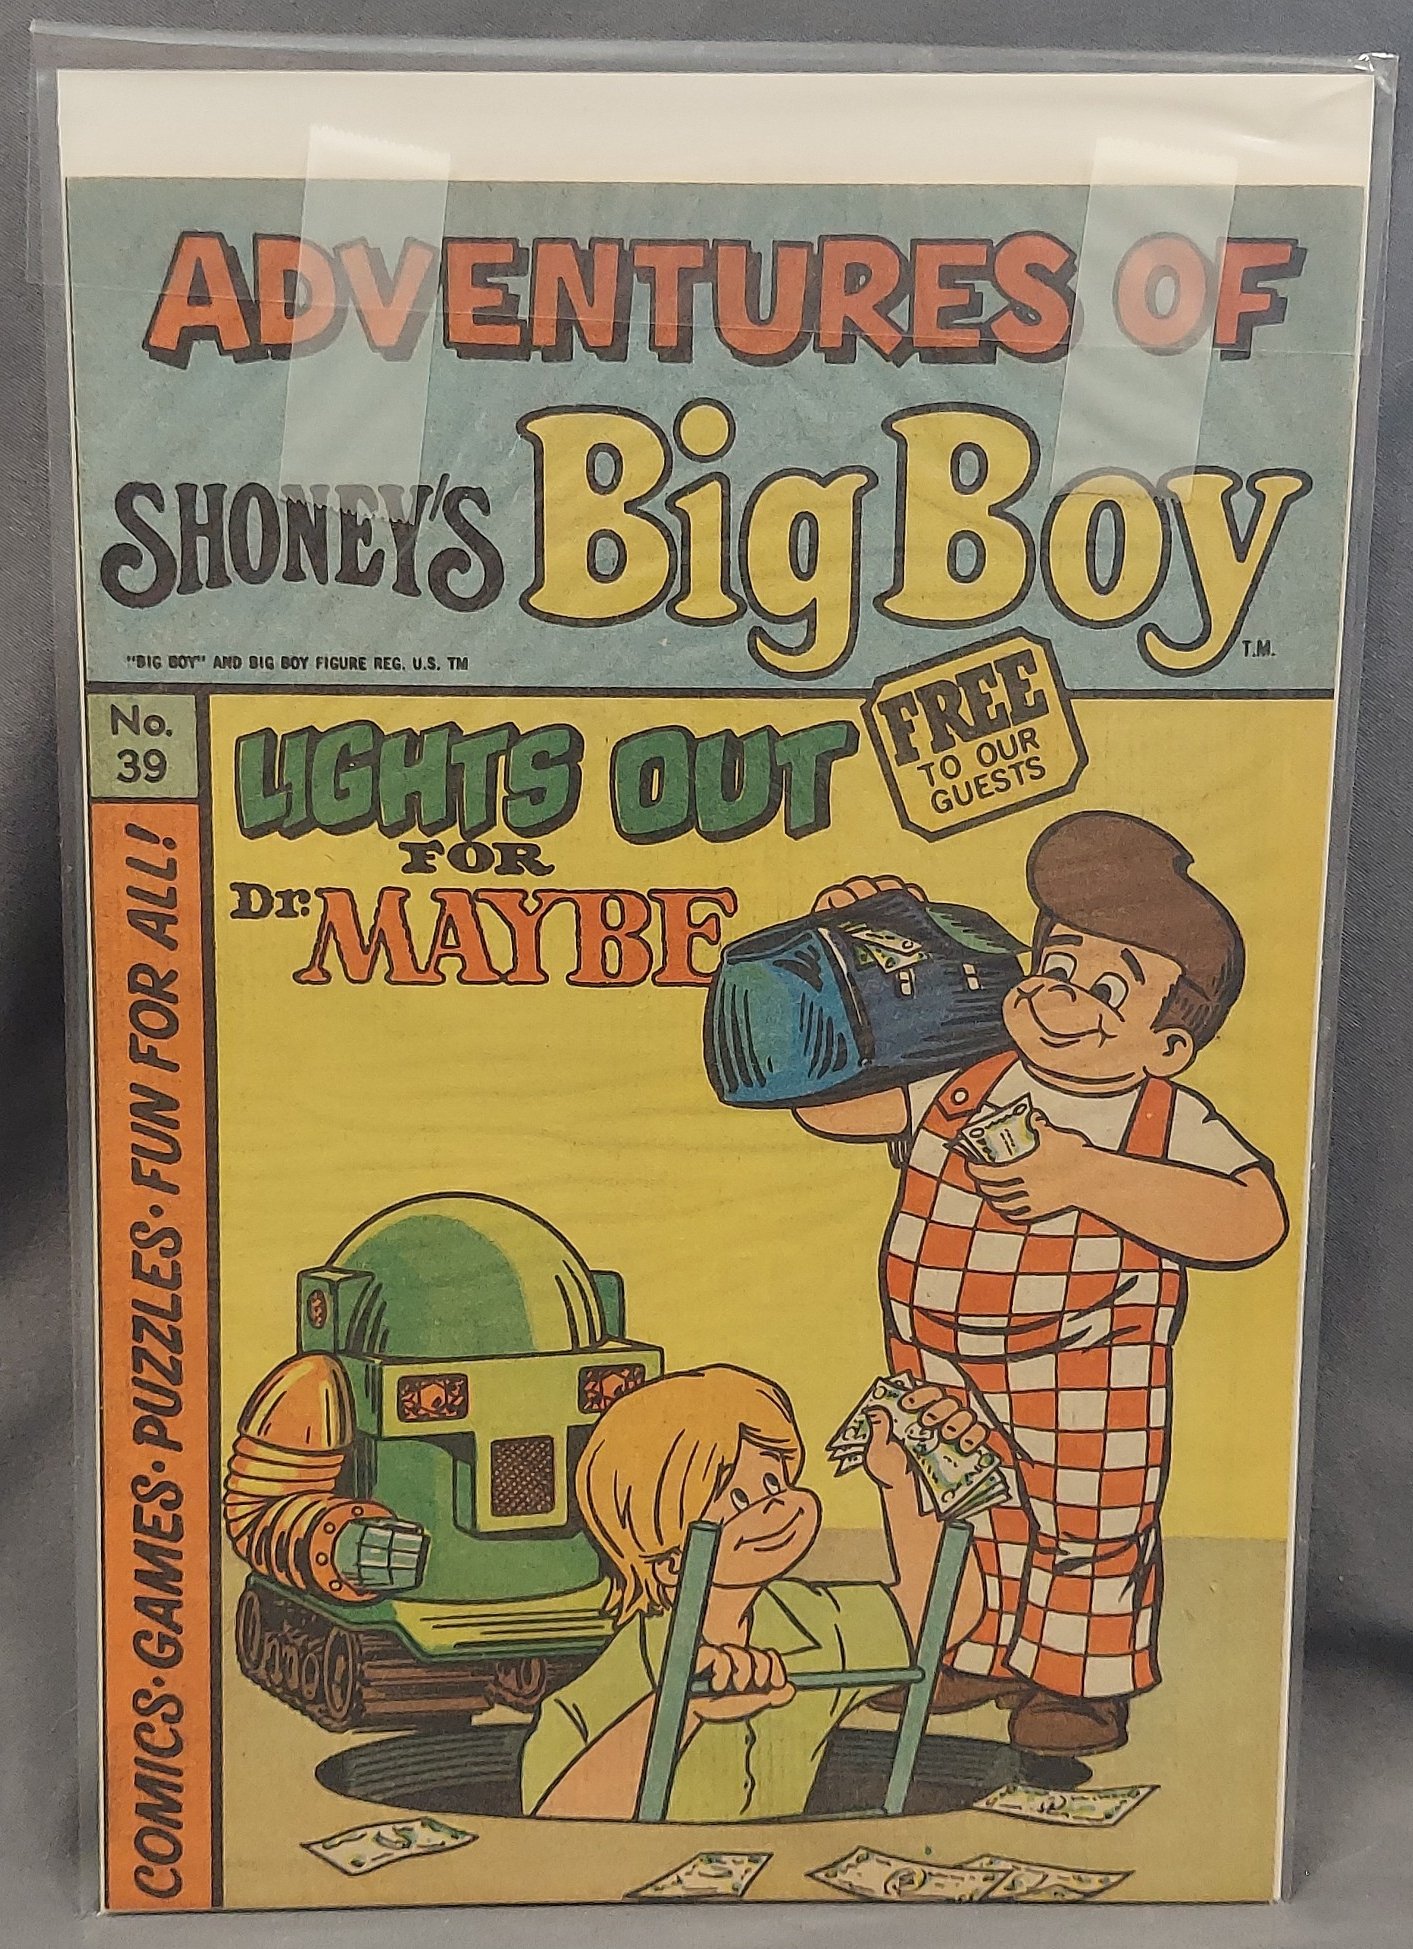 ADVENTURES OF
SHONEY'S Big Boy
T.M.
"BIG BOY" AND BIG BOY FIGURE REG. U.S. TM
No.
39
FREE
TO OUR
GUESTS
LIGHTS OUT
FOR
Dr. MAYBE
COMICS · GAMES · PUZZLES · FUN FOR ALL!